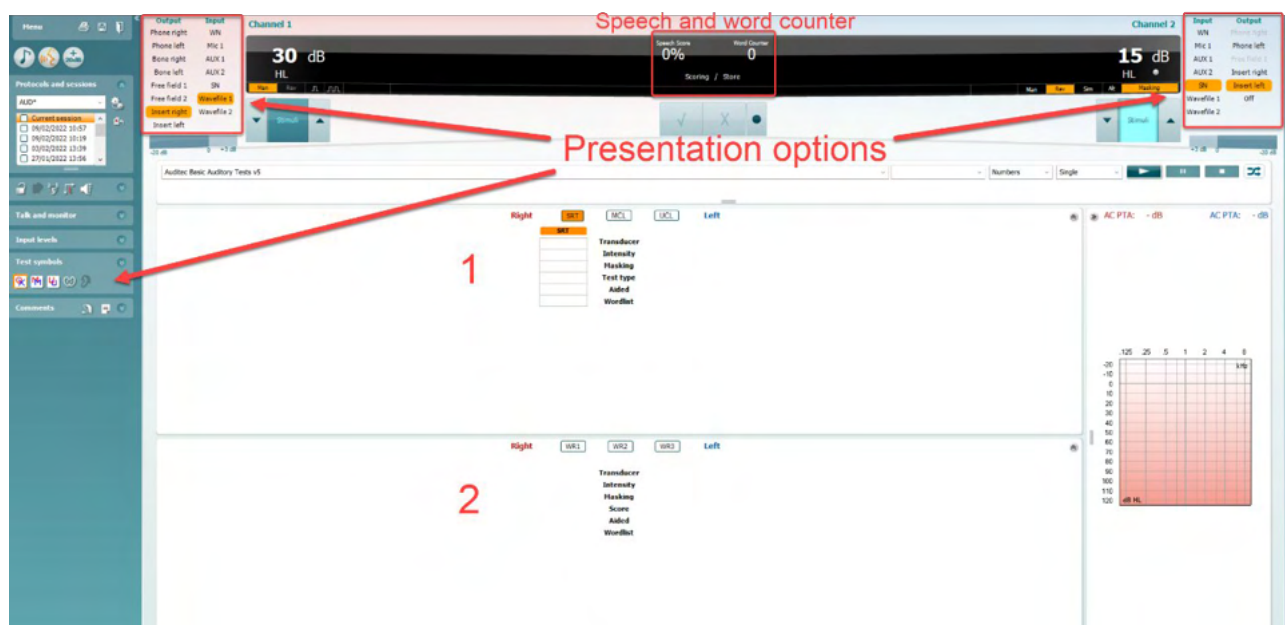 Menu
Protocols and sessions
AUD*
Current session
09/02/2022 10:57
09/02/2022 10:19
03/02/2022 13:39
27/01/2022 13:56
Talk and monitor
Input levels
Test symbols
Comments
Output Input
Phone right WN
Phone left Mic 1
Bone right AUX 1
Bone left AUX 2
Free field 1 SN
Free field 2 Wavefile 1
Insert right Wavefile 2
Insert left
Channel 1
Speech and word counter
Channel 2
Input Output
WN Phone right
Mic 1 Phone left
AUX 1 Free field 1
AUX 2 Insert right
SN Insert left
Wavefile 1 Off
Wavefile 2
30 dB
HL
Man Rev
Speech Score Word Counter
0% 0
Scoring / Store
15 dB
HL
Man Rev Sim Alt Masking
Stimuli
Stimuli
Presentation options
Auditec Basic Auditory Tests v5 Numbers Single
Right SRT MCL UCL Left
SRT
Transducer
Intensity
Masking
Test type
Aided
Wordlist
1
AC PTA: - dB AC PTA: - dB
.125 .25 .5 1 2 4 8
kHz
-20
-10
0
10
20
30
40
50
60
70
80
90
100
110
120
dB HL
Right WR1 WR2 WR3 Left
Transducer
Intensity
Masking
Score
Aided
Wordlist
2